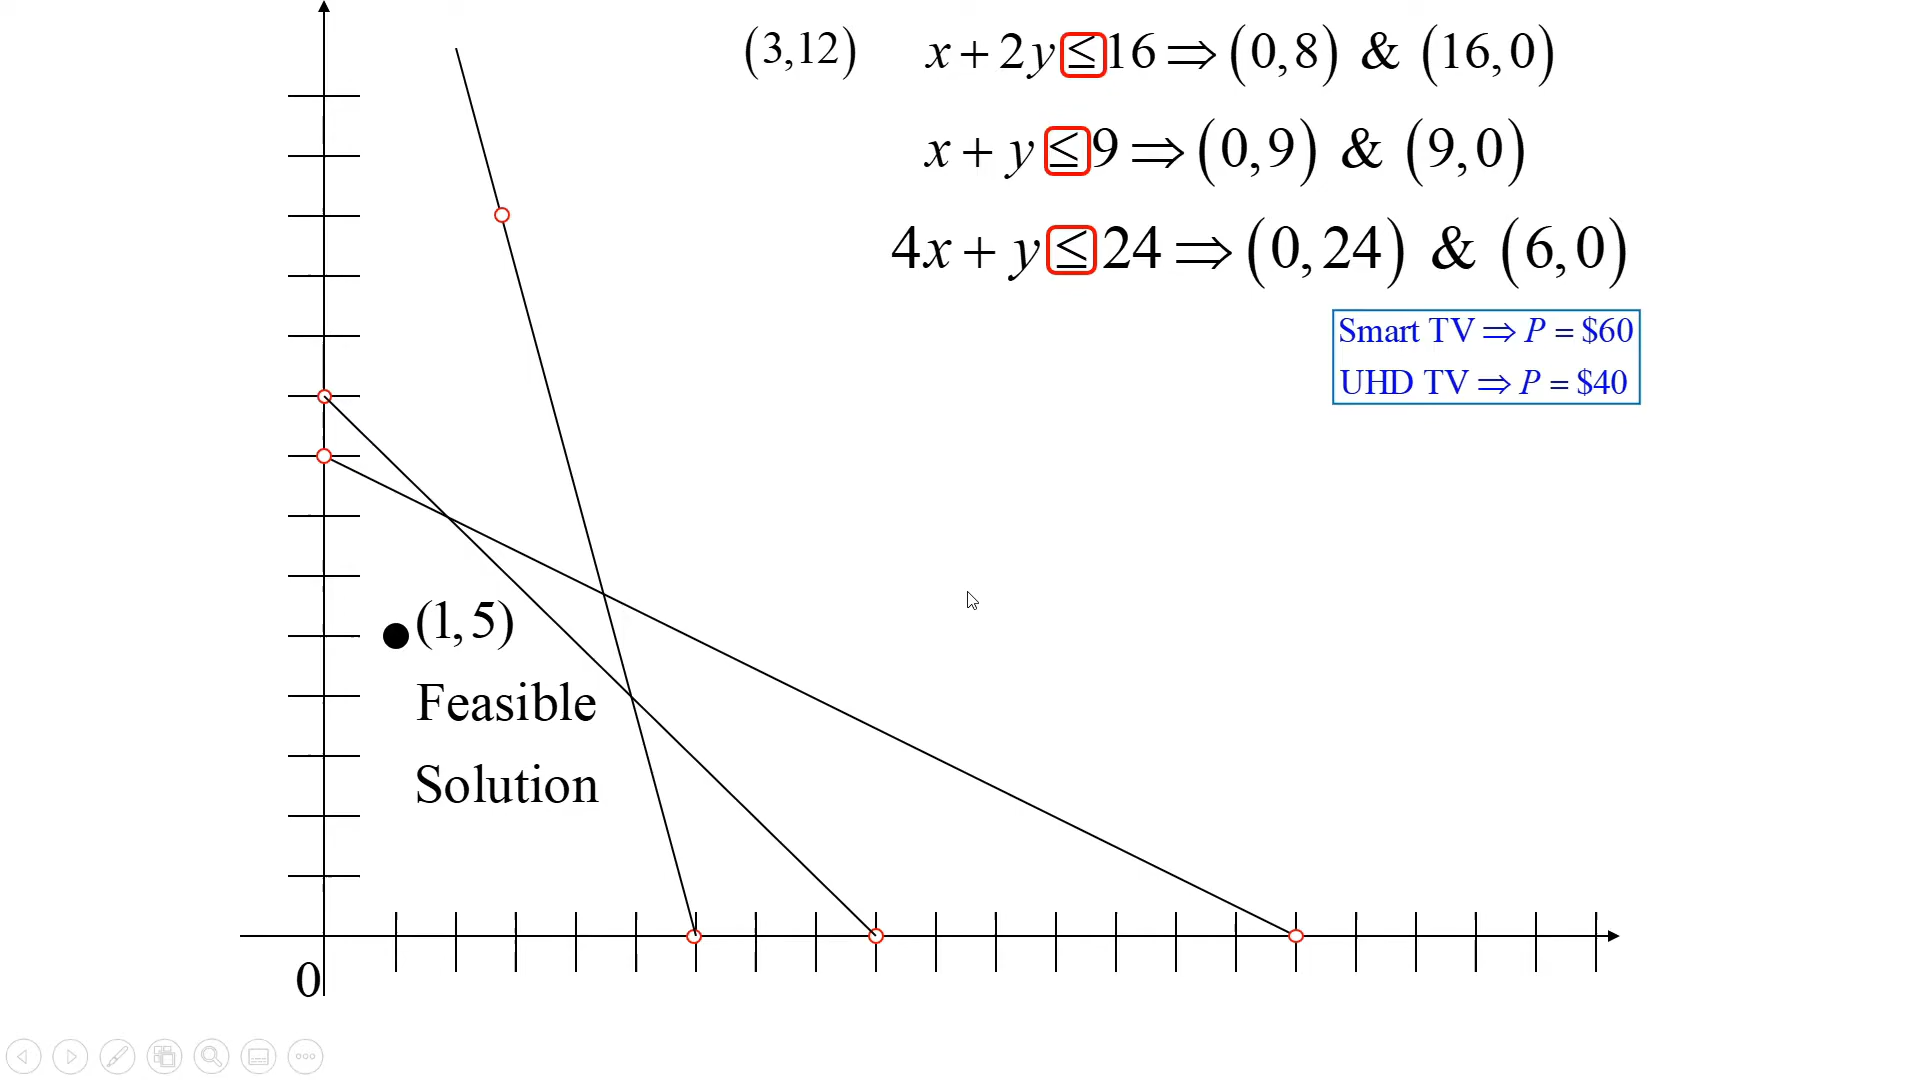 (3,12) x + 2y ≤ 16 ⇒ (0,8) & (16,0)
x + y ≤ 9 ⇒ (0,9) & (9,0)
4x + y ≤ 24 ⇒ (0,24) & (6,0)
Smart TV ⇒ P = $60
UHD TV ⇒ P = $40
(1,5)
Feasible
Solution
0